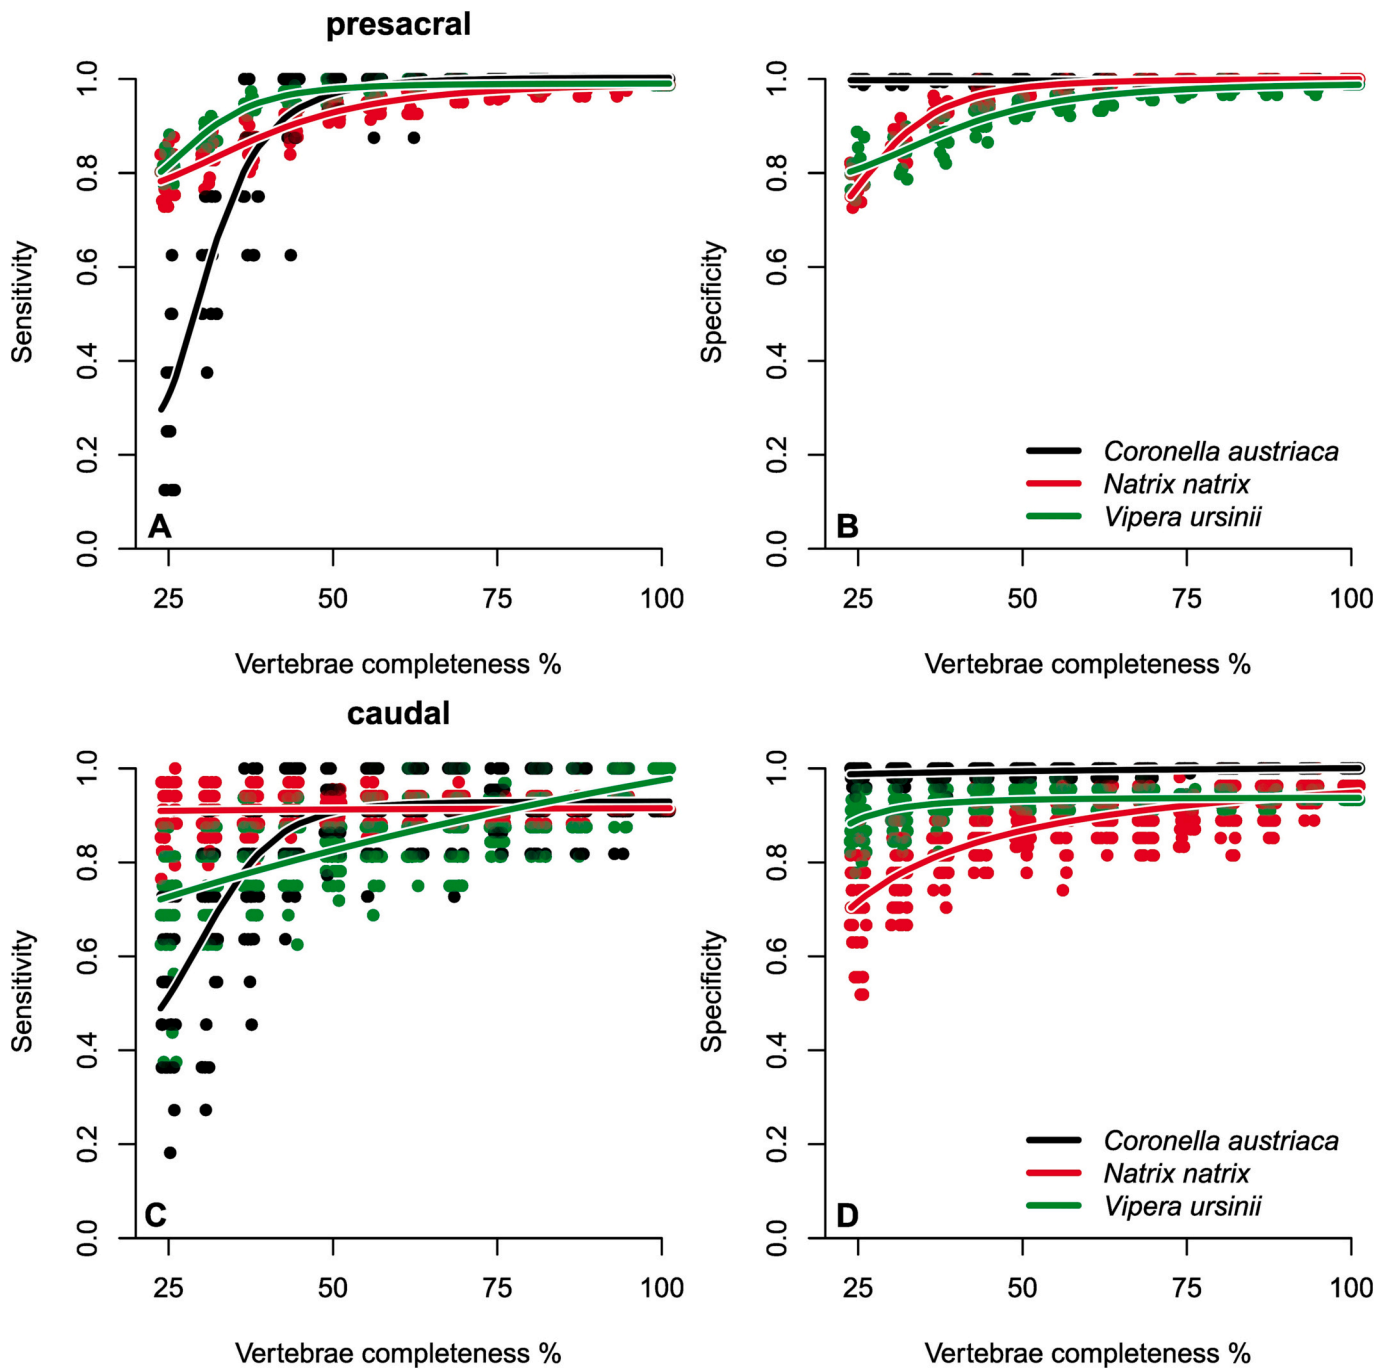 presacral
1.0
0.8
0.6
0.4
0.2
0.0
Sensitivity
A
25 50 75 100
Vertebrae completeness %
1.0
0.8
0.6
0.4
0.2
0.0
Specificity
Coronella austriaca
Natrix natrix
Vipera ursinii
B
25 50 75 100
Vertebrae completeness %
caudal
1.0
0.8
0.6
0.4
0.2
0.0
Sensitivity
C
25 50 75 100
Vertebrae completeness %
1.0
0.8
0.6
0.4
0.2
0.0
Specificity
Coronella austriaca
Natrix natrix
Vipera ursinii
D
25 50 75 100
Vertebrae completeness %